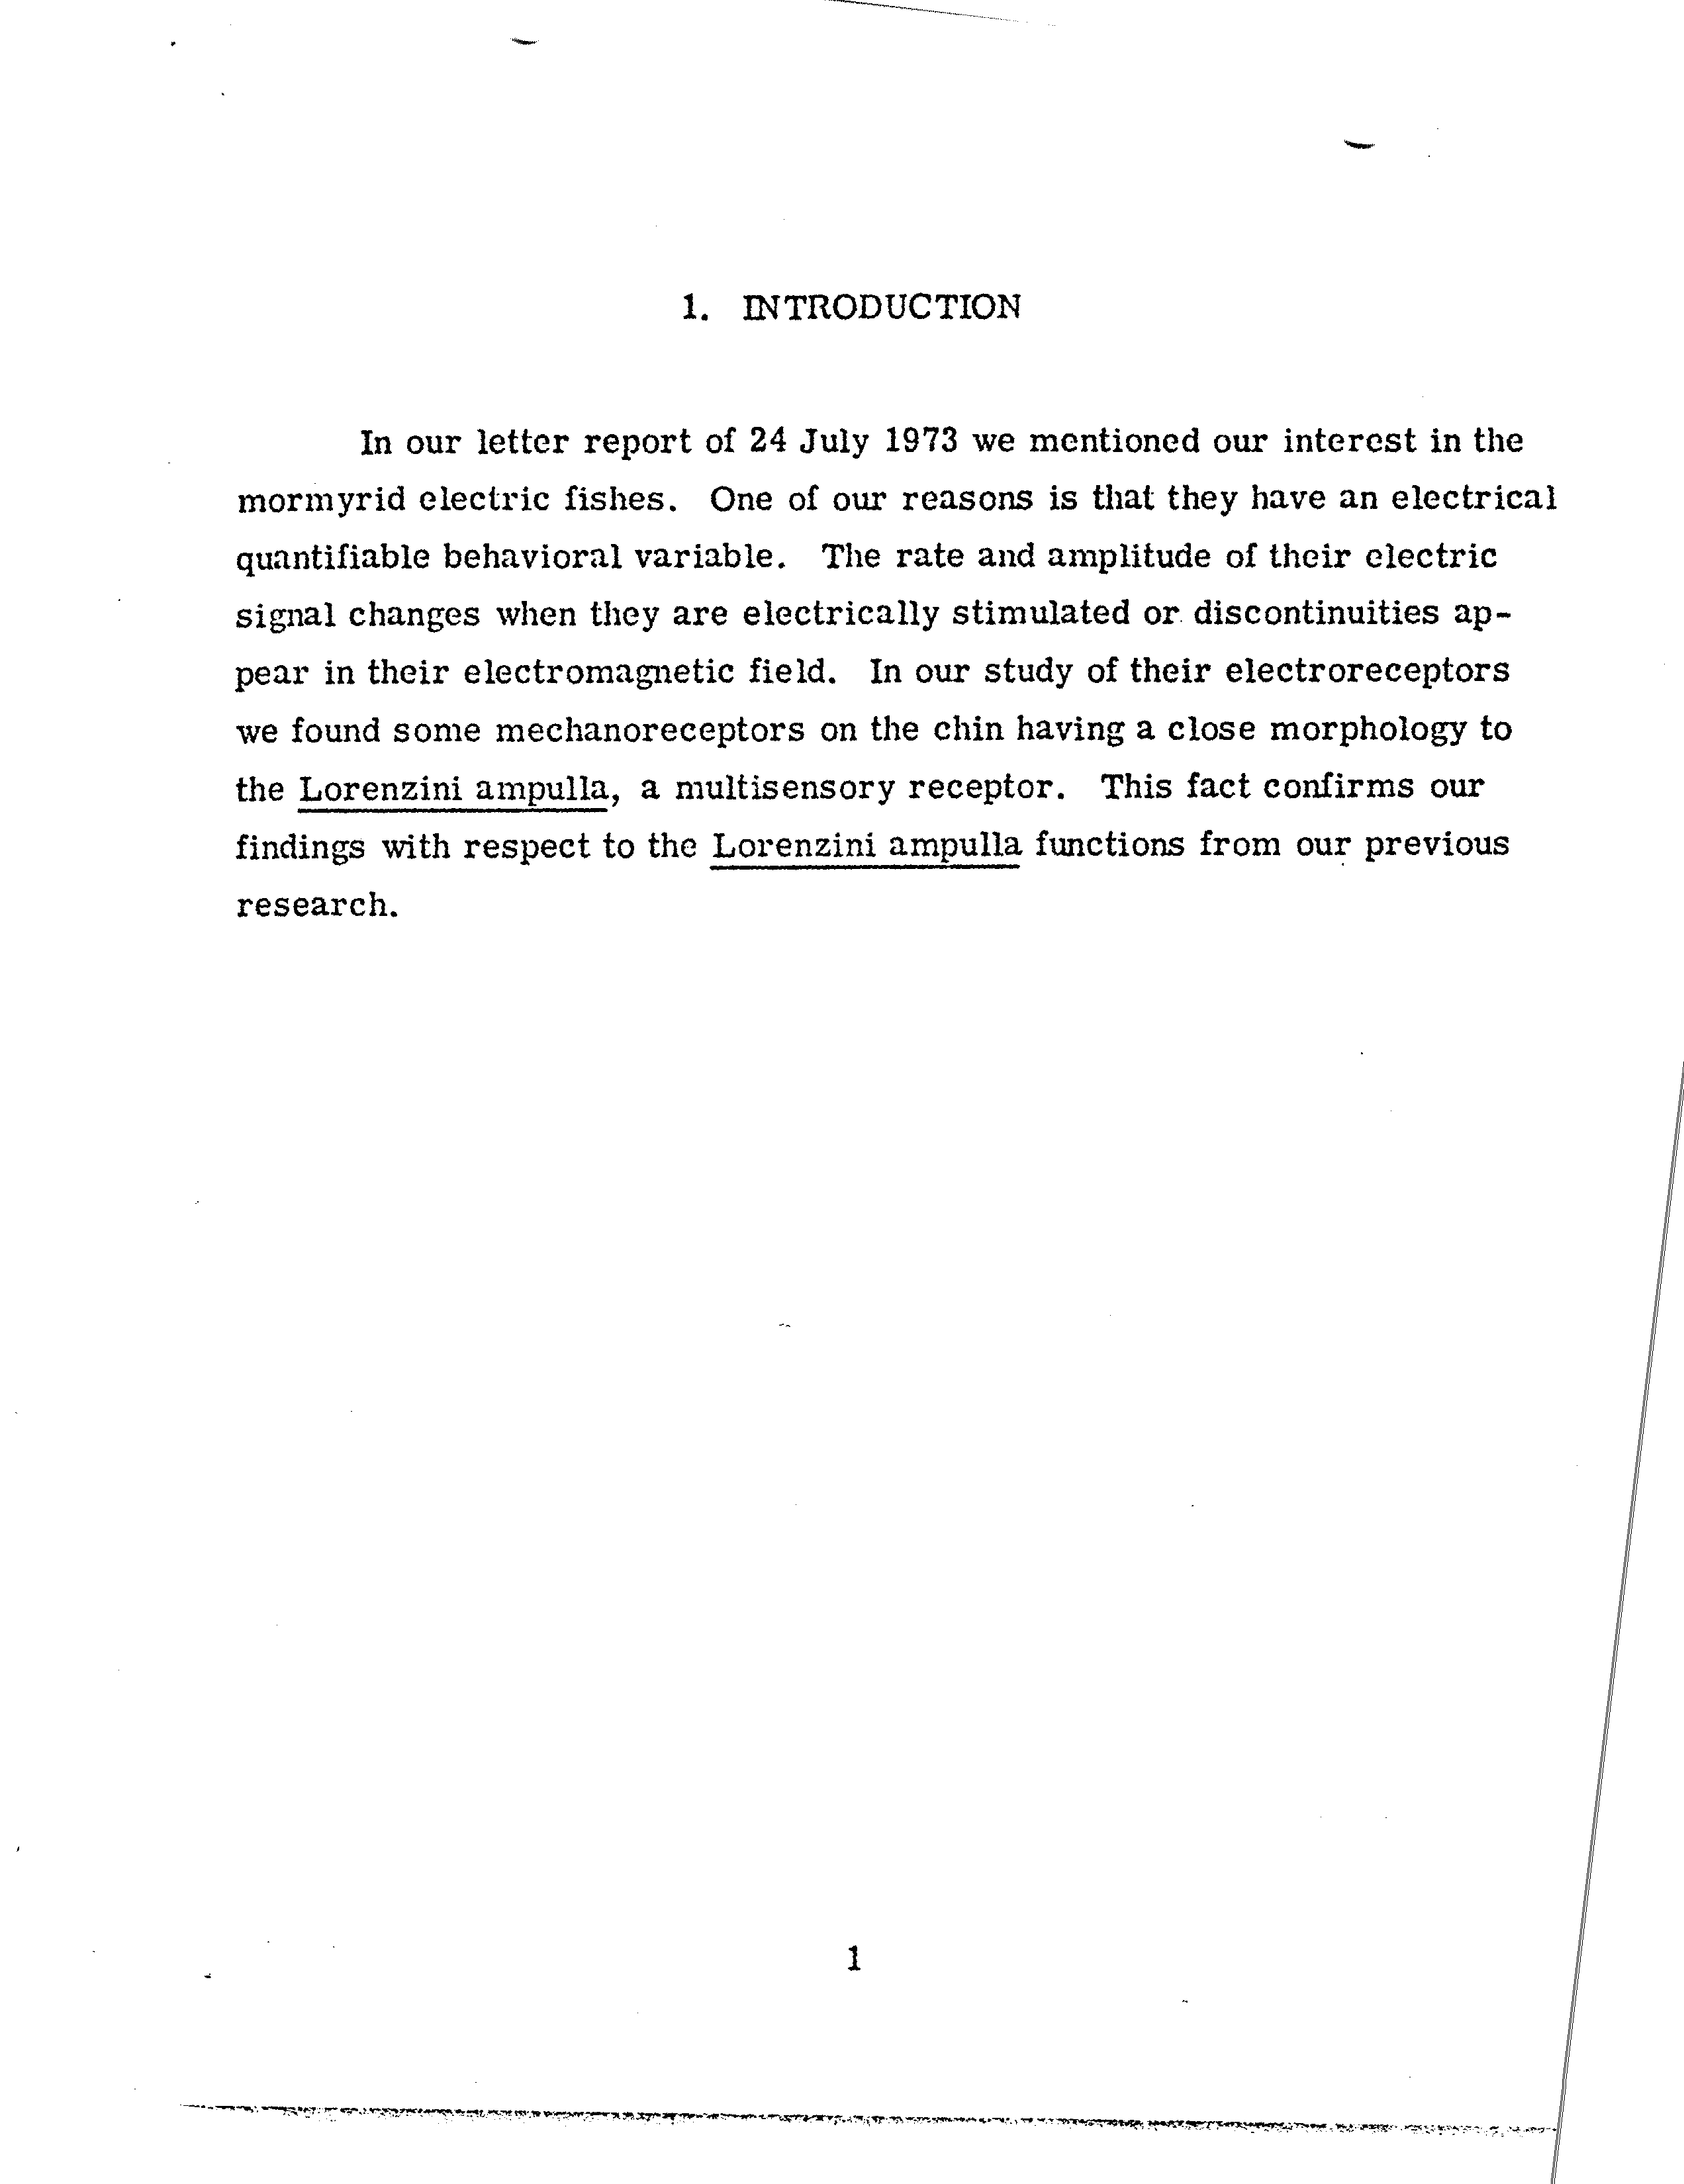 1. INTRODUCTION
In our letter report of 24 July 1973 we mentioned our interest in the
mormyrid electric fishes. One of our reasons is that they have an electrical
quantifiable behavioral variable. The rate and amplitude of their electric
signal changes when they are electrically stimulated or discontinuities ap-
pear in their electromagnetic field. In our study of their electroreceptors
we found some mechanoreceptors on the chin having a close morphology to
the Lorenzini ampulla, a multisensory receptor. This fact confirms our
findings with respect to the Lorenzini ampulla functions from our previous
research.
1